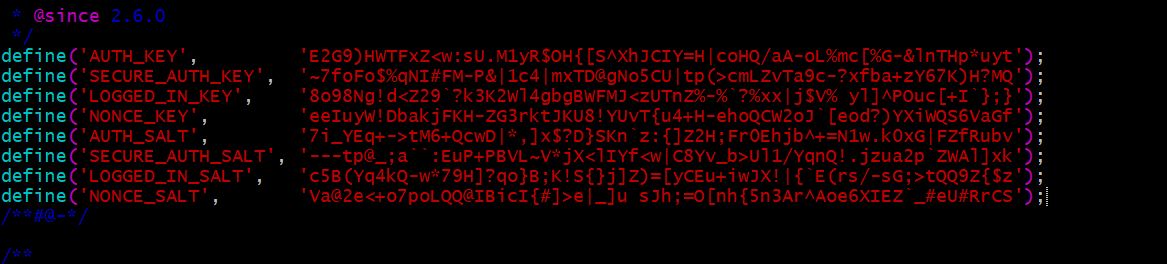 * @since 2.6.0
*/
define('AUTH_KEY',         'E2G9)HWTFxZ<w:sU.M1yR$OH{[S^XhJCIY=H|coHQ/aA-oL%mc[%G-&lnTHp*uyt');
define('SECURE_AUTH_KEY',  '~7foFo$%qNI#FM-P&|1c4|mxTD@gNo5CU|tp(>cmLZvTa9c-?xfba+zY67K)H?MQ');
define('LOGGED_IN_KEY',    '8o98Ng!d<Z29`?k3K2Wl4gbgBWFMJ<zUTnZ%-%`?%xx|j$V% yl]^POuc[+I`};}');
define('NONCE_KEY',        'eeIuyW!DbakjFKH-ZG3rktJKU8!YUvT{u4+H-ehoQCW2oJ`[eod?)YXiWQS6VaGf');
define('AUTH_SALT',        '7i_YEq+->tM6+QcwD|*,]x$?D}SKn`z:{]Z2H;FrOEhjb^+=N1w.kOxG|FZfRubv');
define('SECURE_AUTH_SALT', '---tp@_;a``:EuP+PBVL~V*jX<lIYf<w|C8Yv_b>Ul1/YqnQ!.jzua2p`ZWAl]xk');
define('LOGGED_IN_SALT',   'c5B(Yq4kQ-w*79H]?qo}B;K!S{}j]Z)=[yCEu+iwJX!|{`E(rs/-sG;>tQQ9Z{$z');
define('NONCE_SALT',       'Va@2e<+o7poLQQ@IBicI{#]>e|_]u sJh;=O[nh{5n3Ar^Aoe6XIEZ`_#eU#RrCS');
/**#@-*/
/**